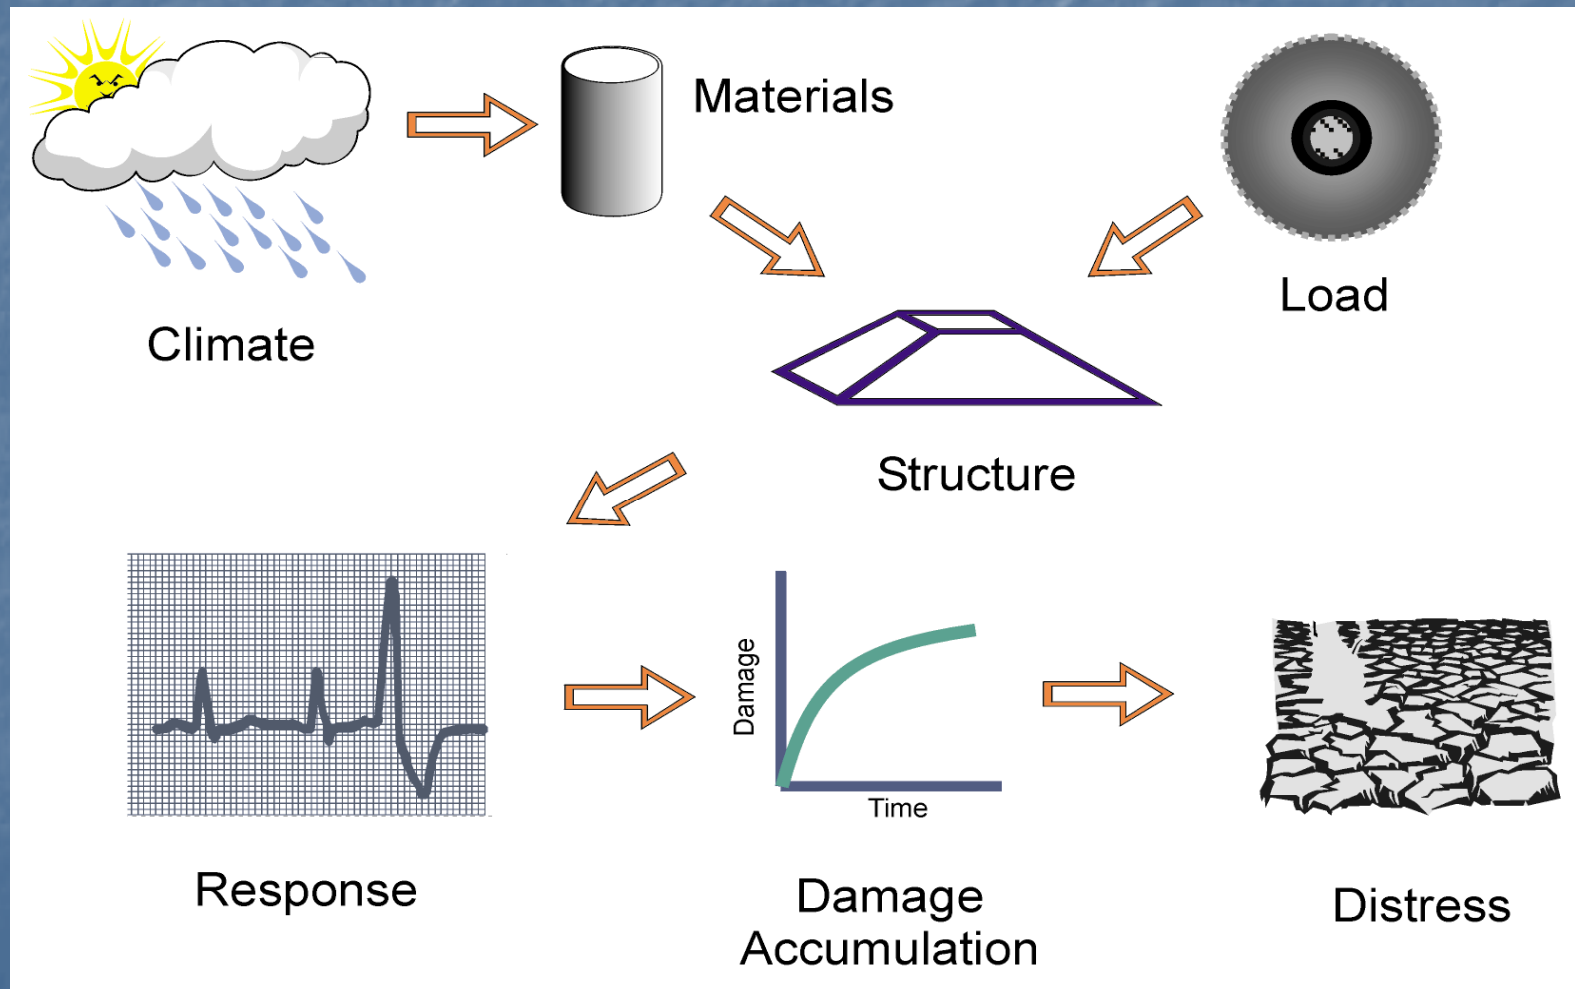 Materials
Load
Climate
Structure
Damage
Time
Response
Damage
Accumulation
Distress